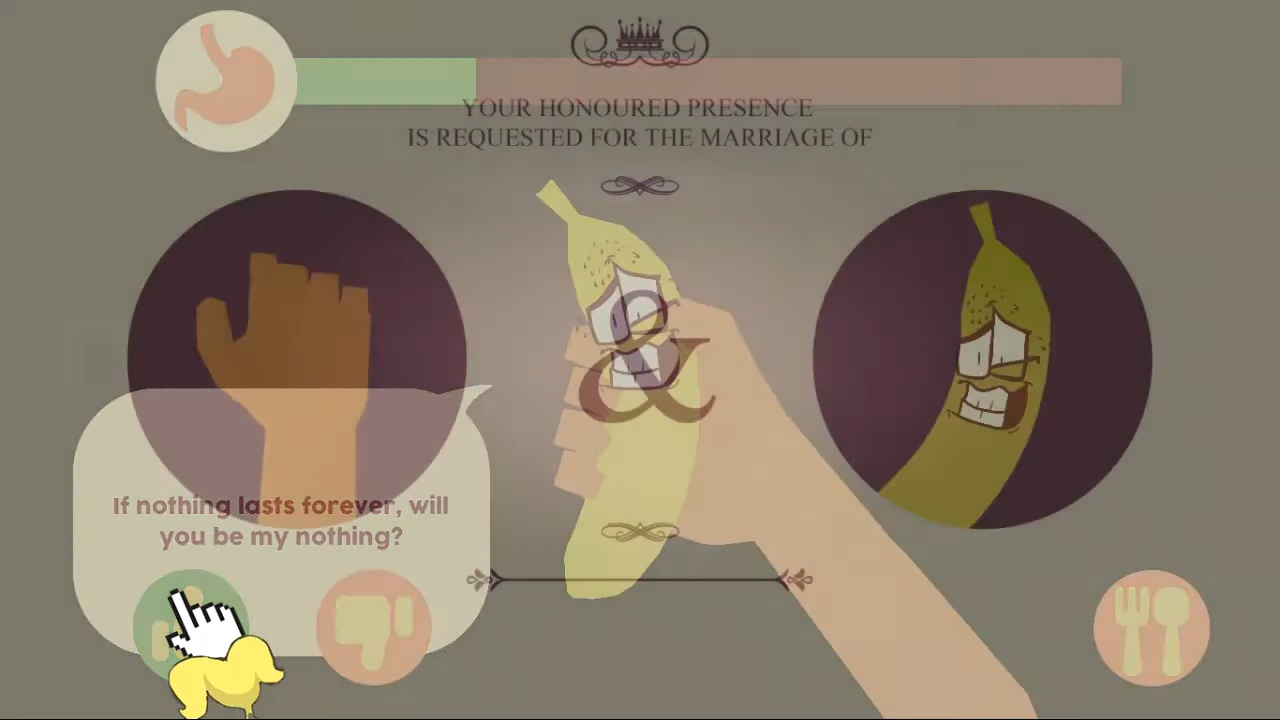 YOUR HONOURED PRESENCE
IS REQUESTED FOR THE MARRIAGE OF
&
If nothing lasts forever, will
you be my nothing?